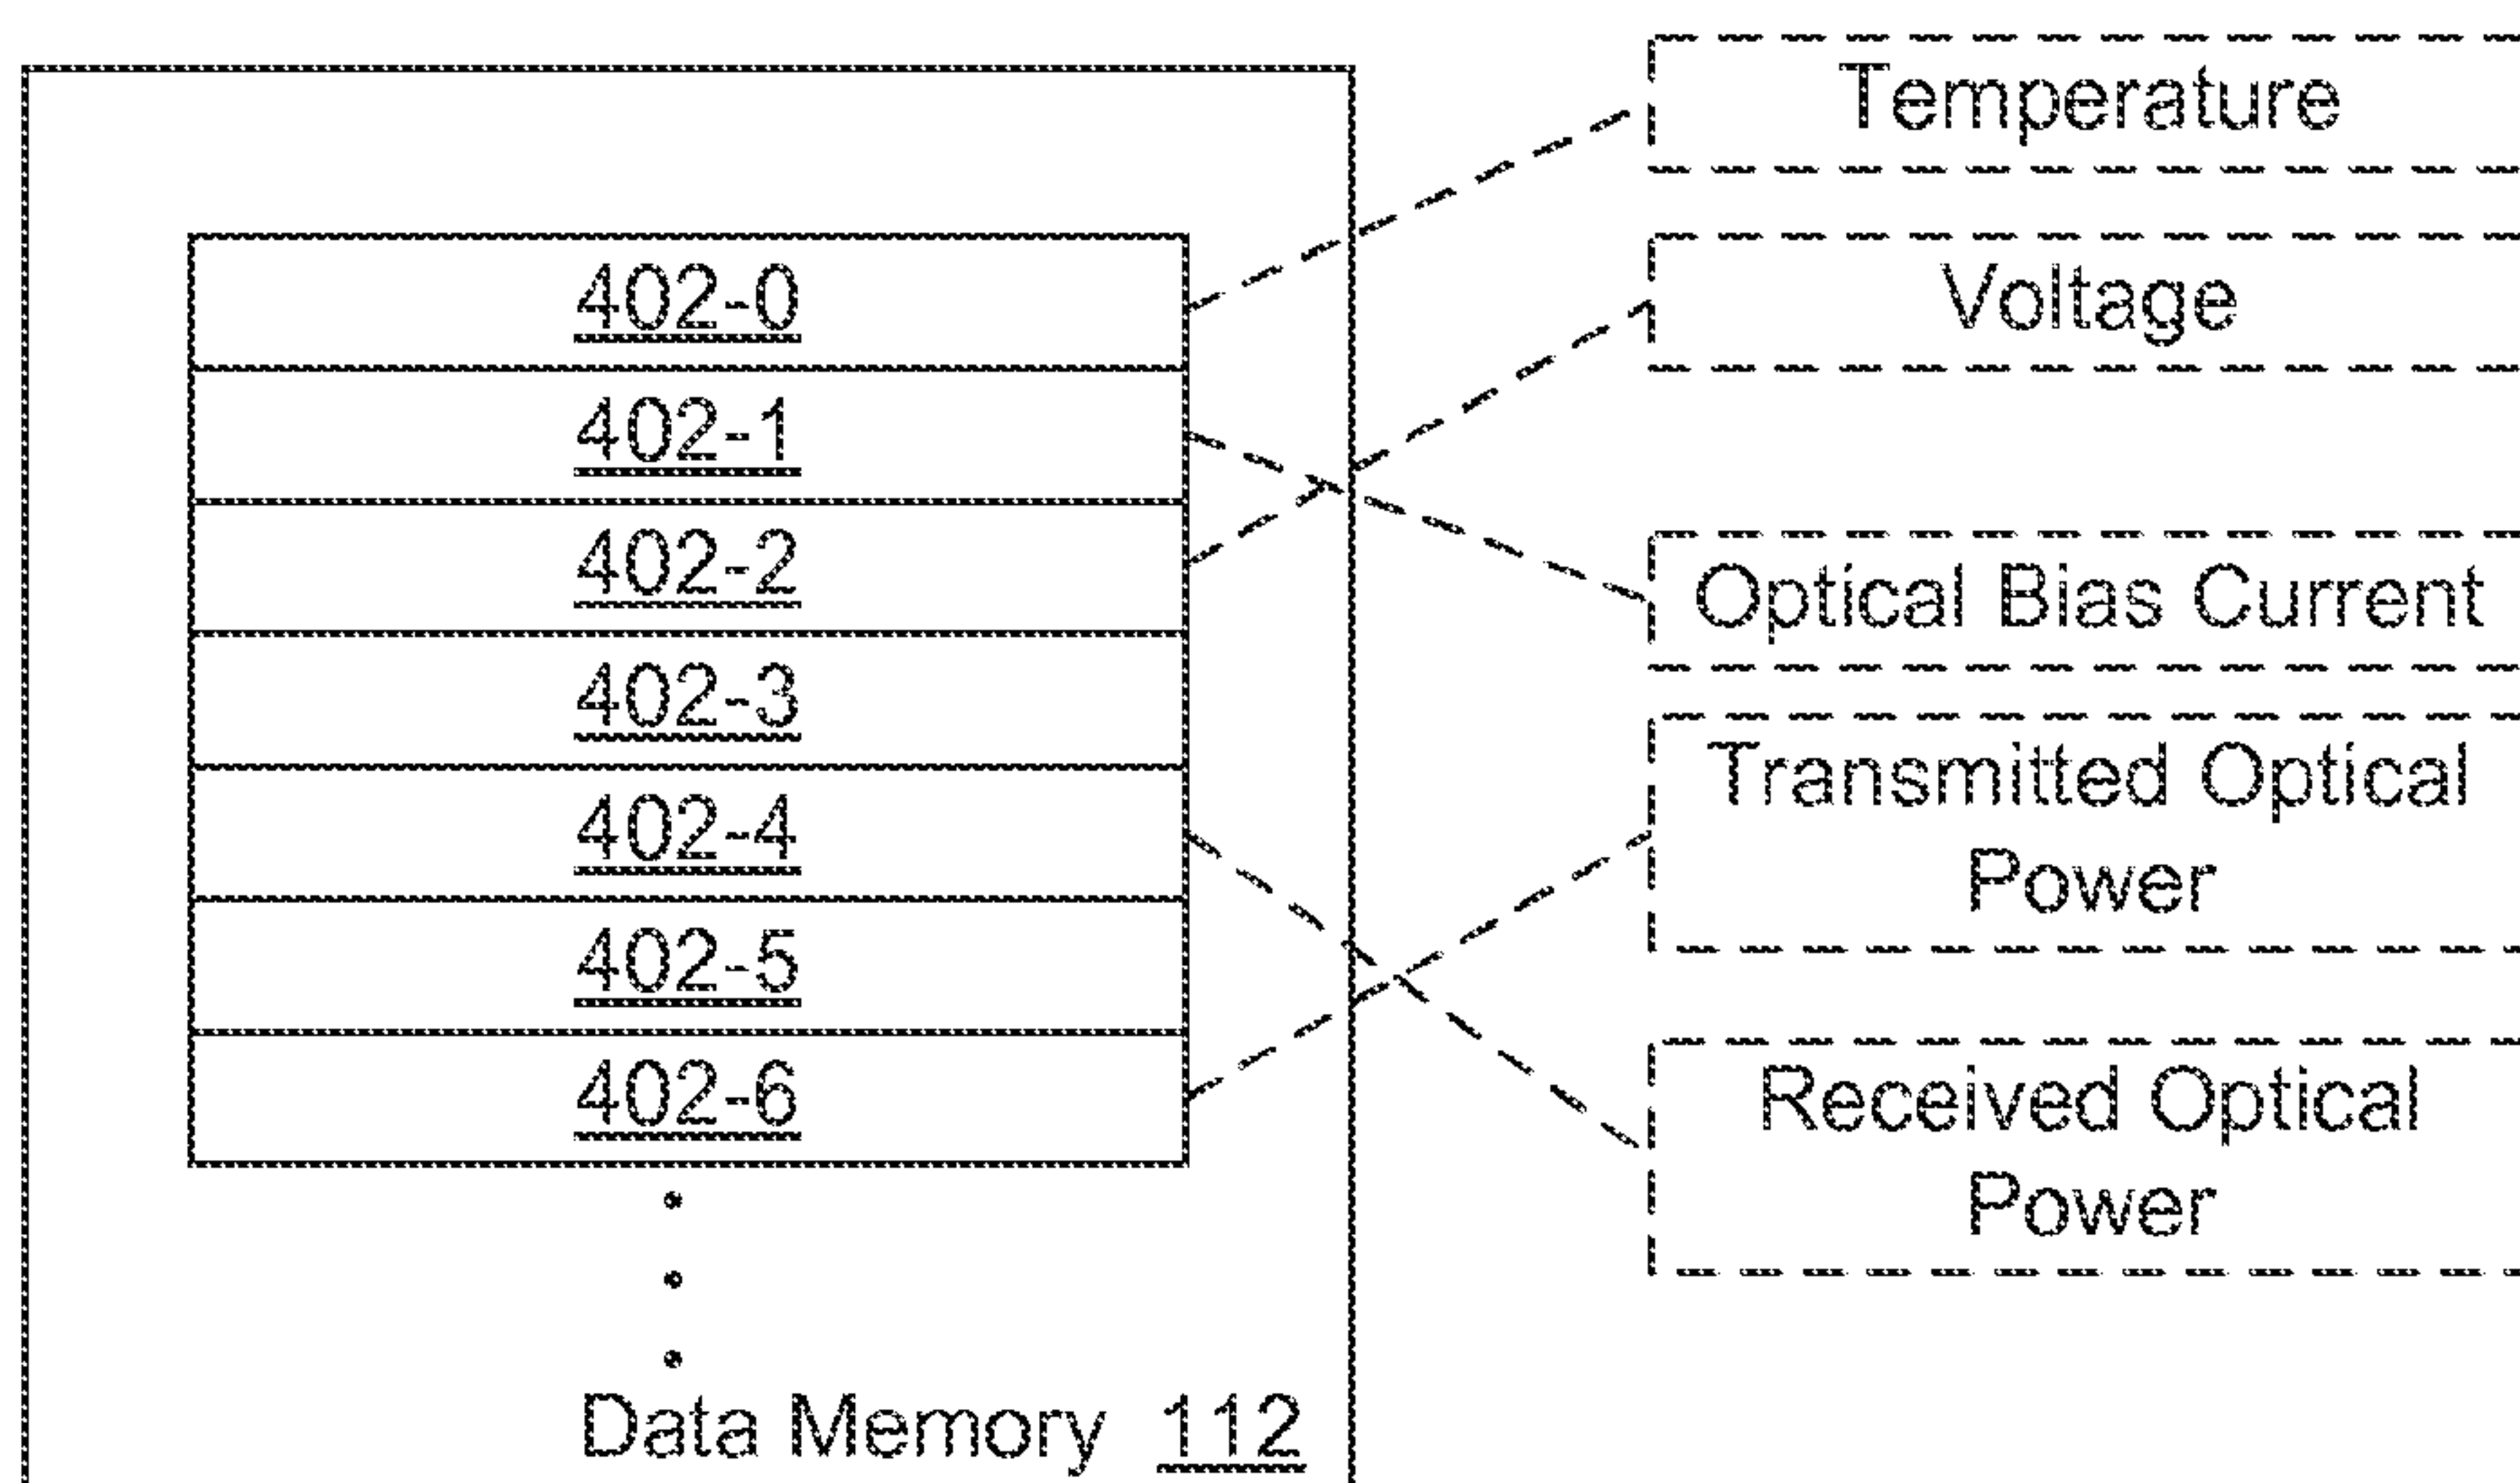 402-0
402-1
402-2
402-3
402-4
402-5
402-6
Data Memory 112
Temperature
Voltage
Optical Bias Current
Transmitted Optical
Power
Received Optical
Power